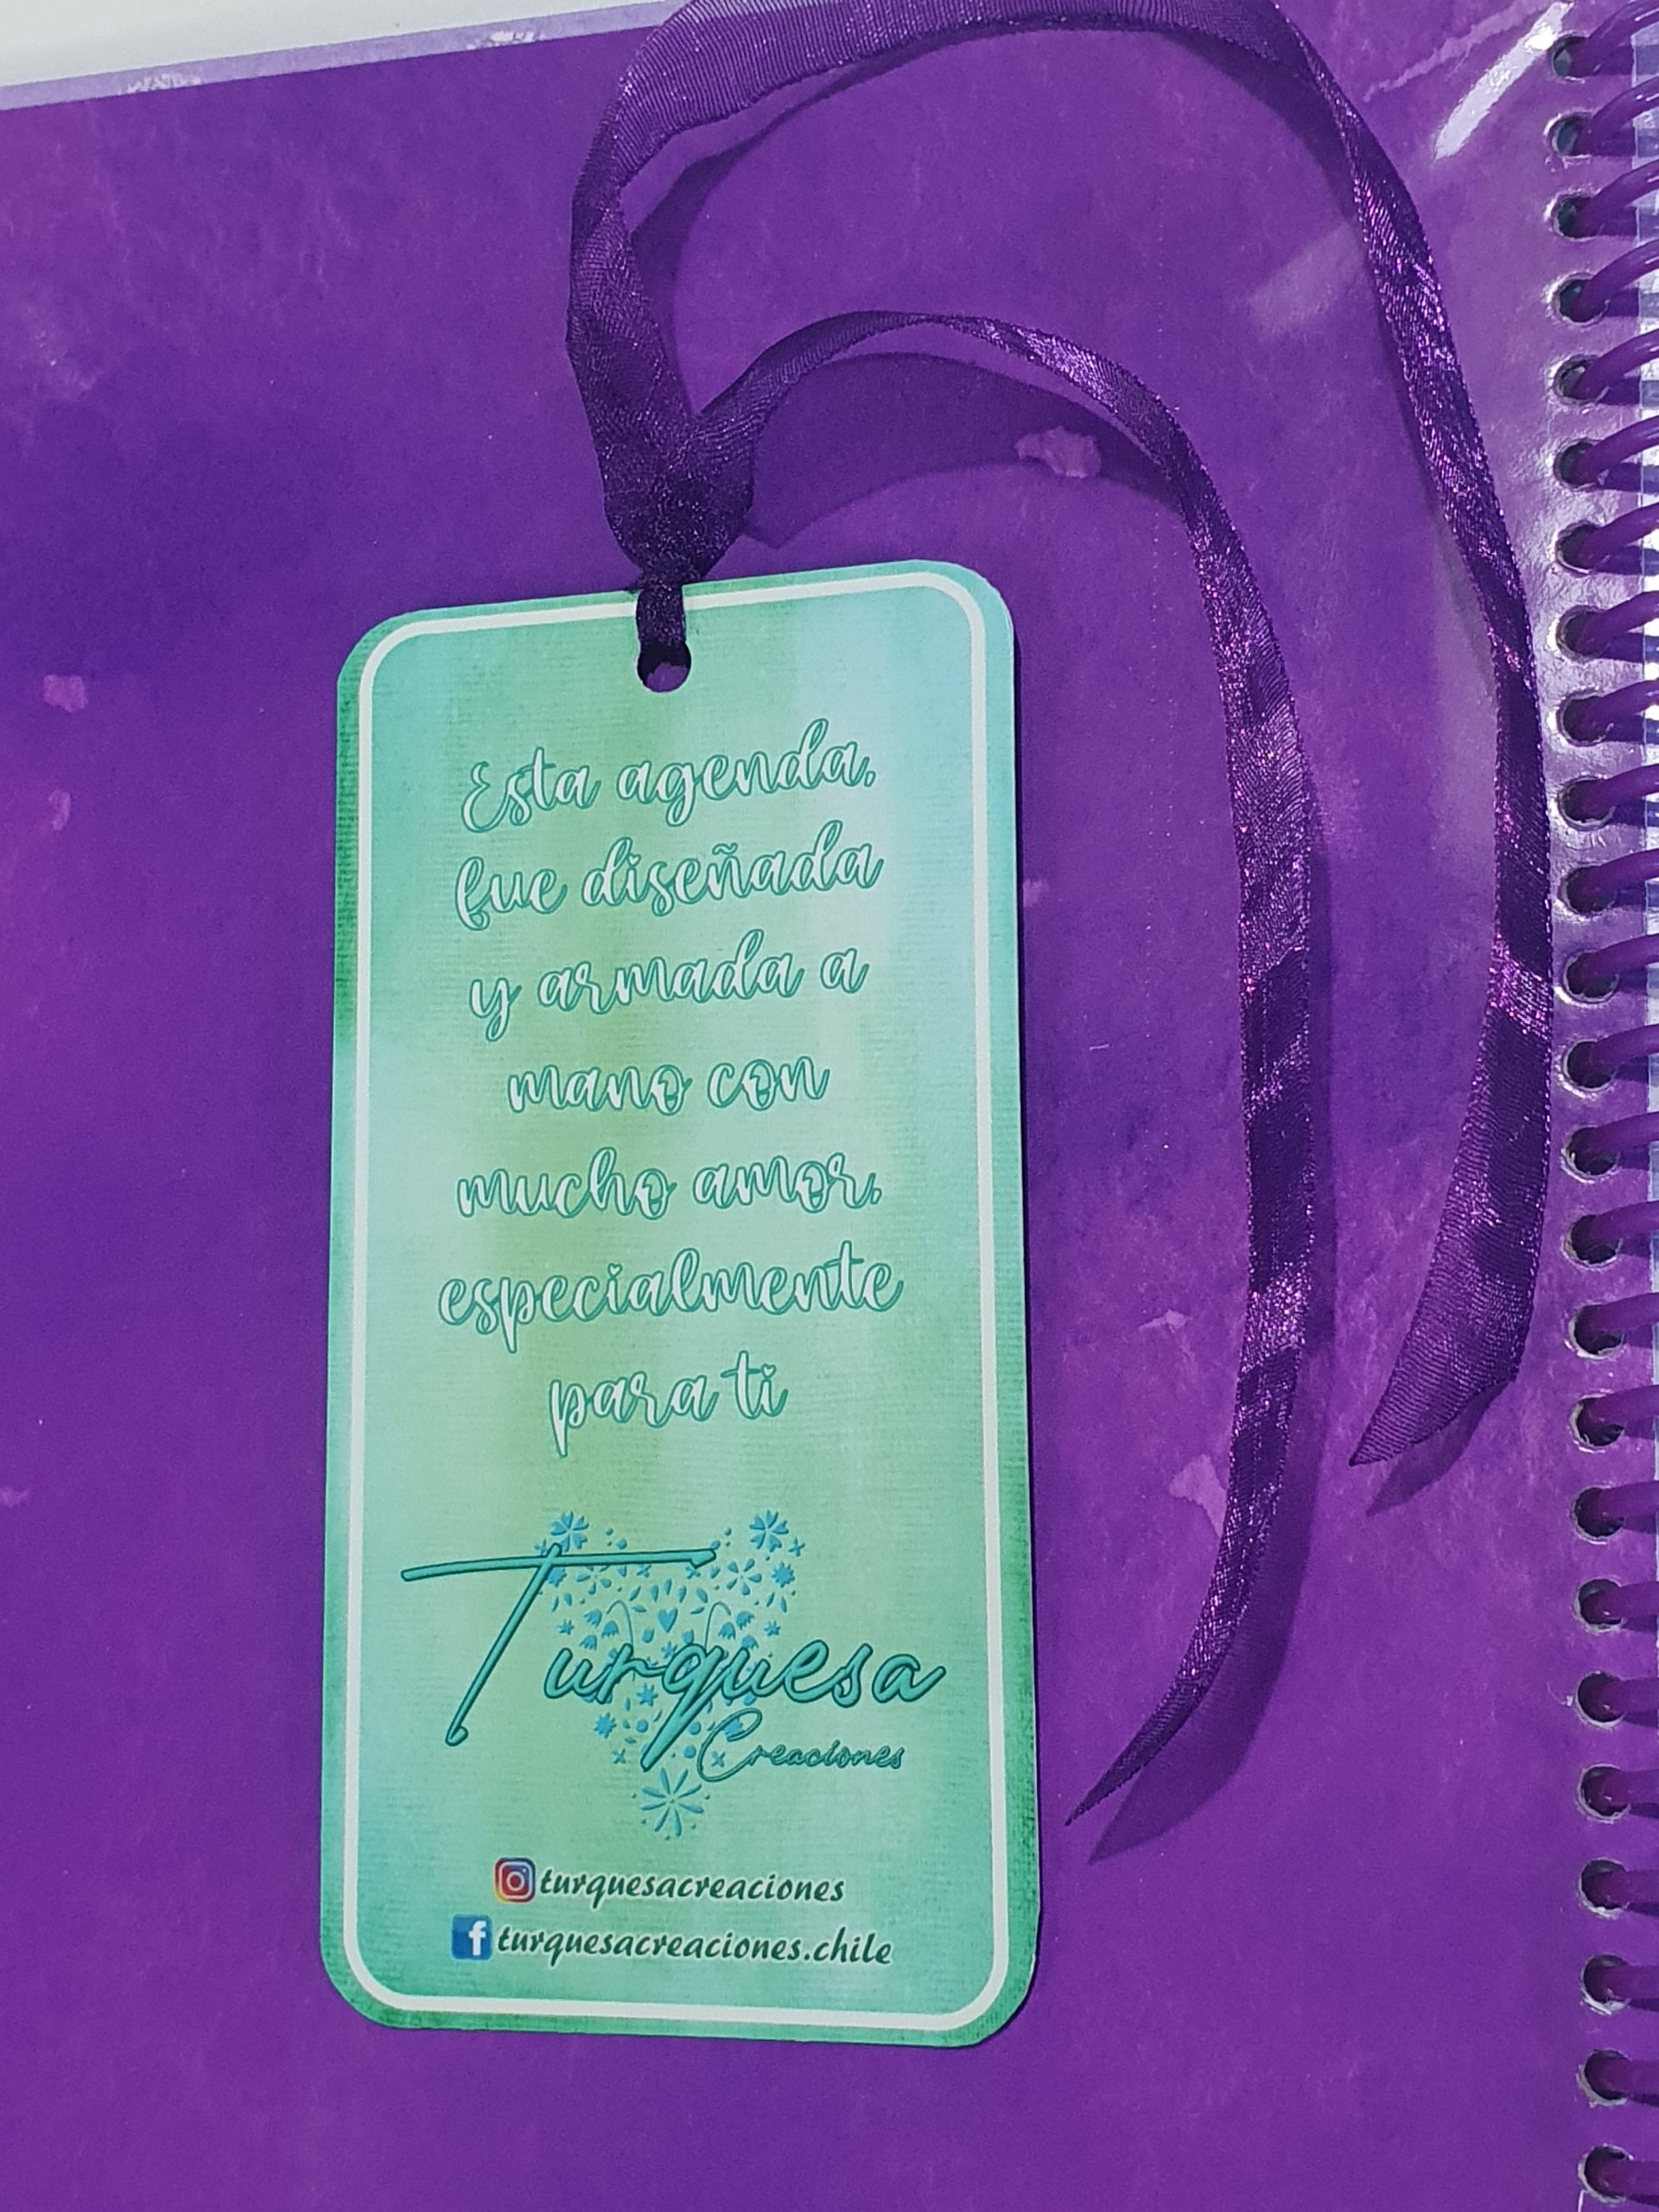 Esta agenda,
fue diseñada
y armada a
mano con
mucho amor,
especialmente
para ti
Turquesa
Creaciones
turquesacreaciones
turquesacreaciones.chile